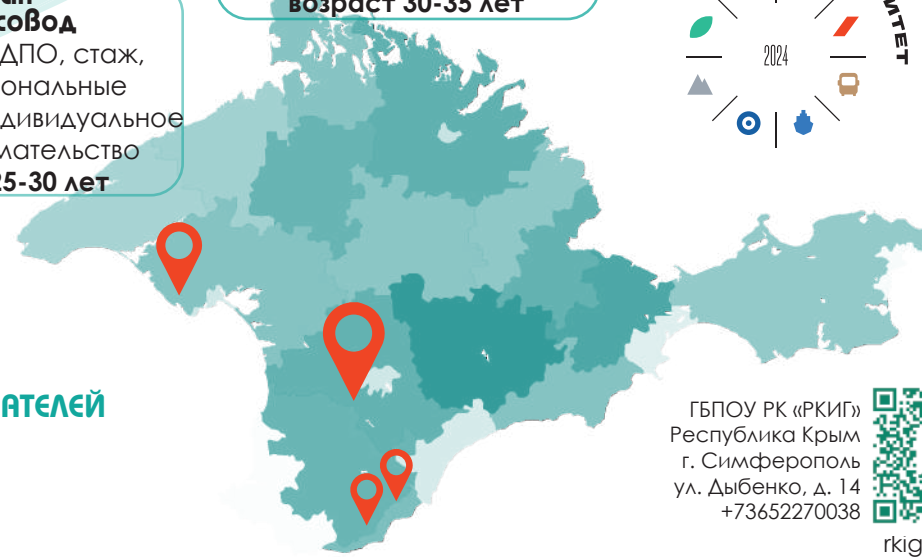 совод
ДПО, стаж,
ональные
дивидуальное
мательство
25-30 лет
возраст 30-35 лет
2024
ИТЕТ
АТЕЛЕЙ
ГБПОУ РК «РКИГ»
Республика Крым
г. Симферополь
ул. Дыбенко, д. 14
+73652270038
rkig